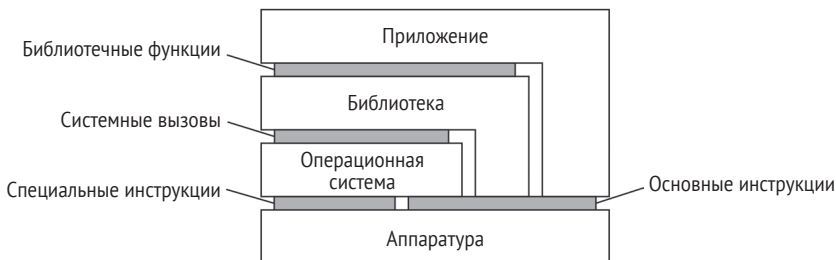 Приложение
Библиотечные функции
Библиотека
Системные вызовы
Операционная
система
Специальные инструкции
Основные инструкции
Аппаратура